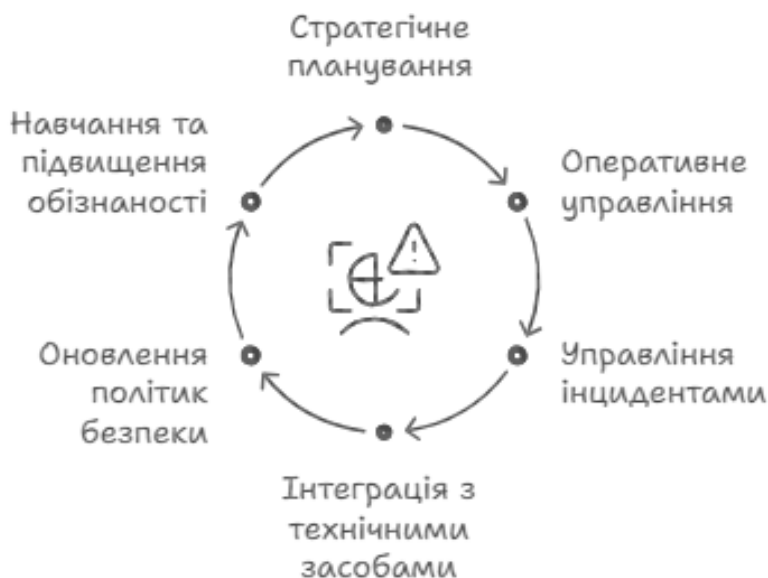 Стратегічне
планування
Оперативне
управління
Управління
інцидентами
Інтеграція з
технічними
засобами
Оновлення
політик
безпеки
Навчання та
підвищення
обізнаності